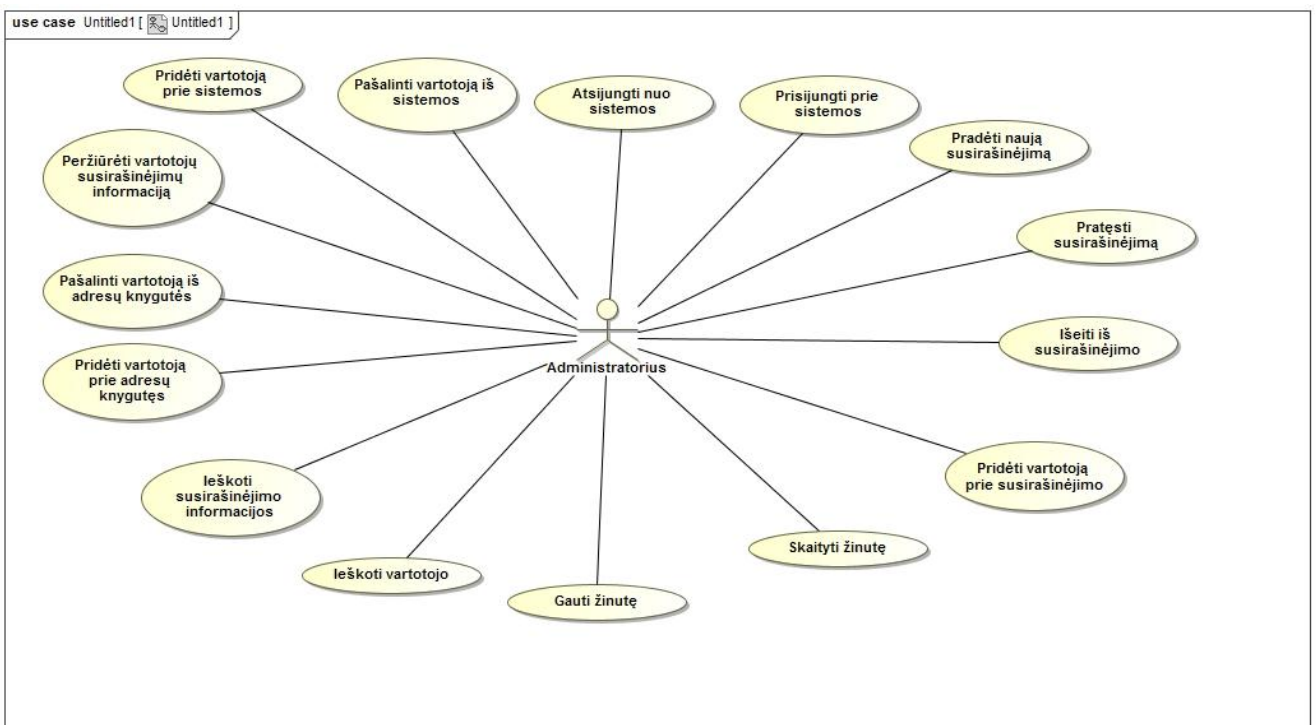 use case Untitled1 [ Untitled1 ]
Pridėti vartotoją
prie sistemos
Pašalinti vartotoją iš
sistemos
Atsijungti nuo
sistemos
Prisijungti prie
sistemos
Pradėti naują
susirašinėjimą
Peržiūrėti vartotojų
susirašinėjimų
informaciją
Pratęsti
susirašinėjimą
Pašalinti vartotoją iš
adresų knygutės
Išeiti iš
susirašinėjimo
Pridėti vartotoją
prie adresų
knygutęs
Administratorius
Ieškoti
susirašinėjimo
informacijos
Pridėti vartotoją
prie susirašinėjimo
Skaityti žinutę
Ieškoti vartotojo
Gauti žinutę